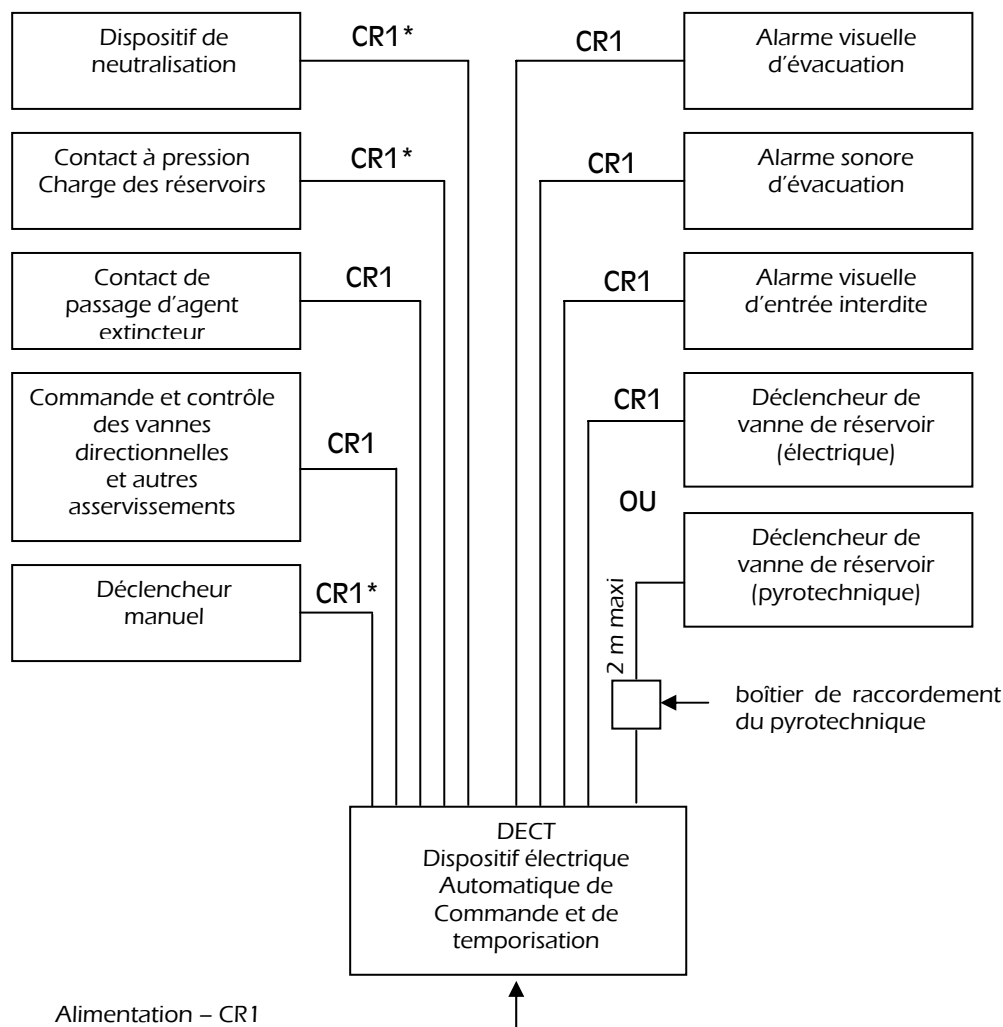 Dispositif de
neutralisation
CR1*
Contact à pression
Charge des réservoirs
CR1*
Contact de
passage d'agent
extincteur
CR1
Commande et contrôle
des vannes
directionnelles
et autres
asservissements
CR1
Déclencheur
manuel
CR1*
CR1
Alarme visuelle
d'évacuation
CR1
Alarme sonore
d'évacuation
CR1
Alarme visuelle
d'entrée interdite
CR1
Déclencheur de
vanne de réservoir
(électrique)
OU
Déclencheur de
vanne de réservoir
(pyrotechnique)
2 m maxi
boîtier de raccordement
du pyrotechnique
DECT
Dispositif électrique
Automatique de
Commande et de
temporisation
Alimentation – CR1